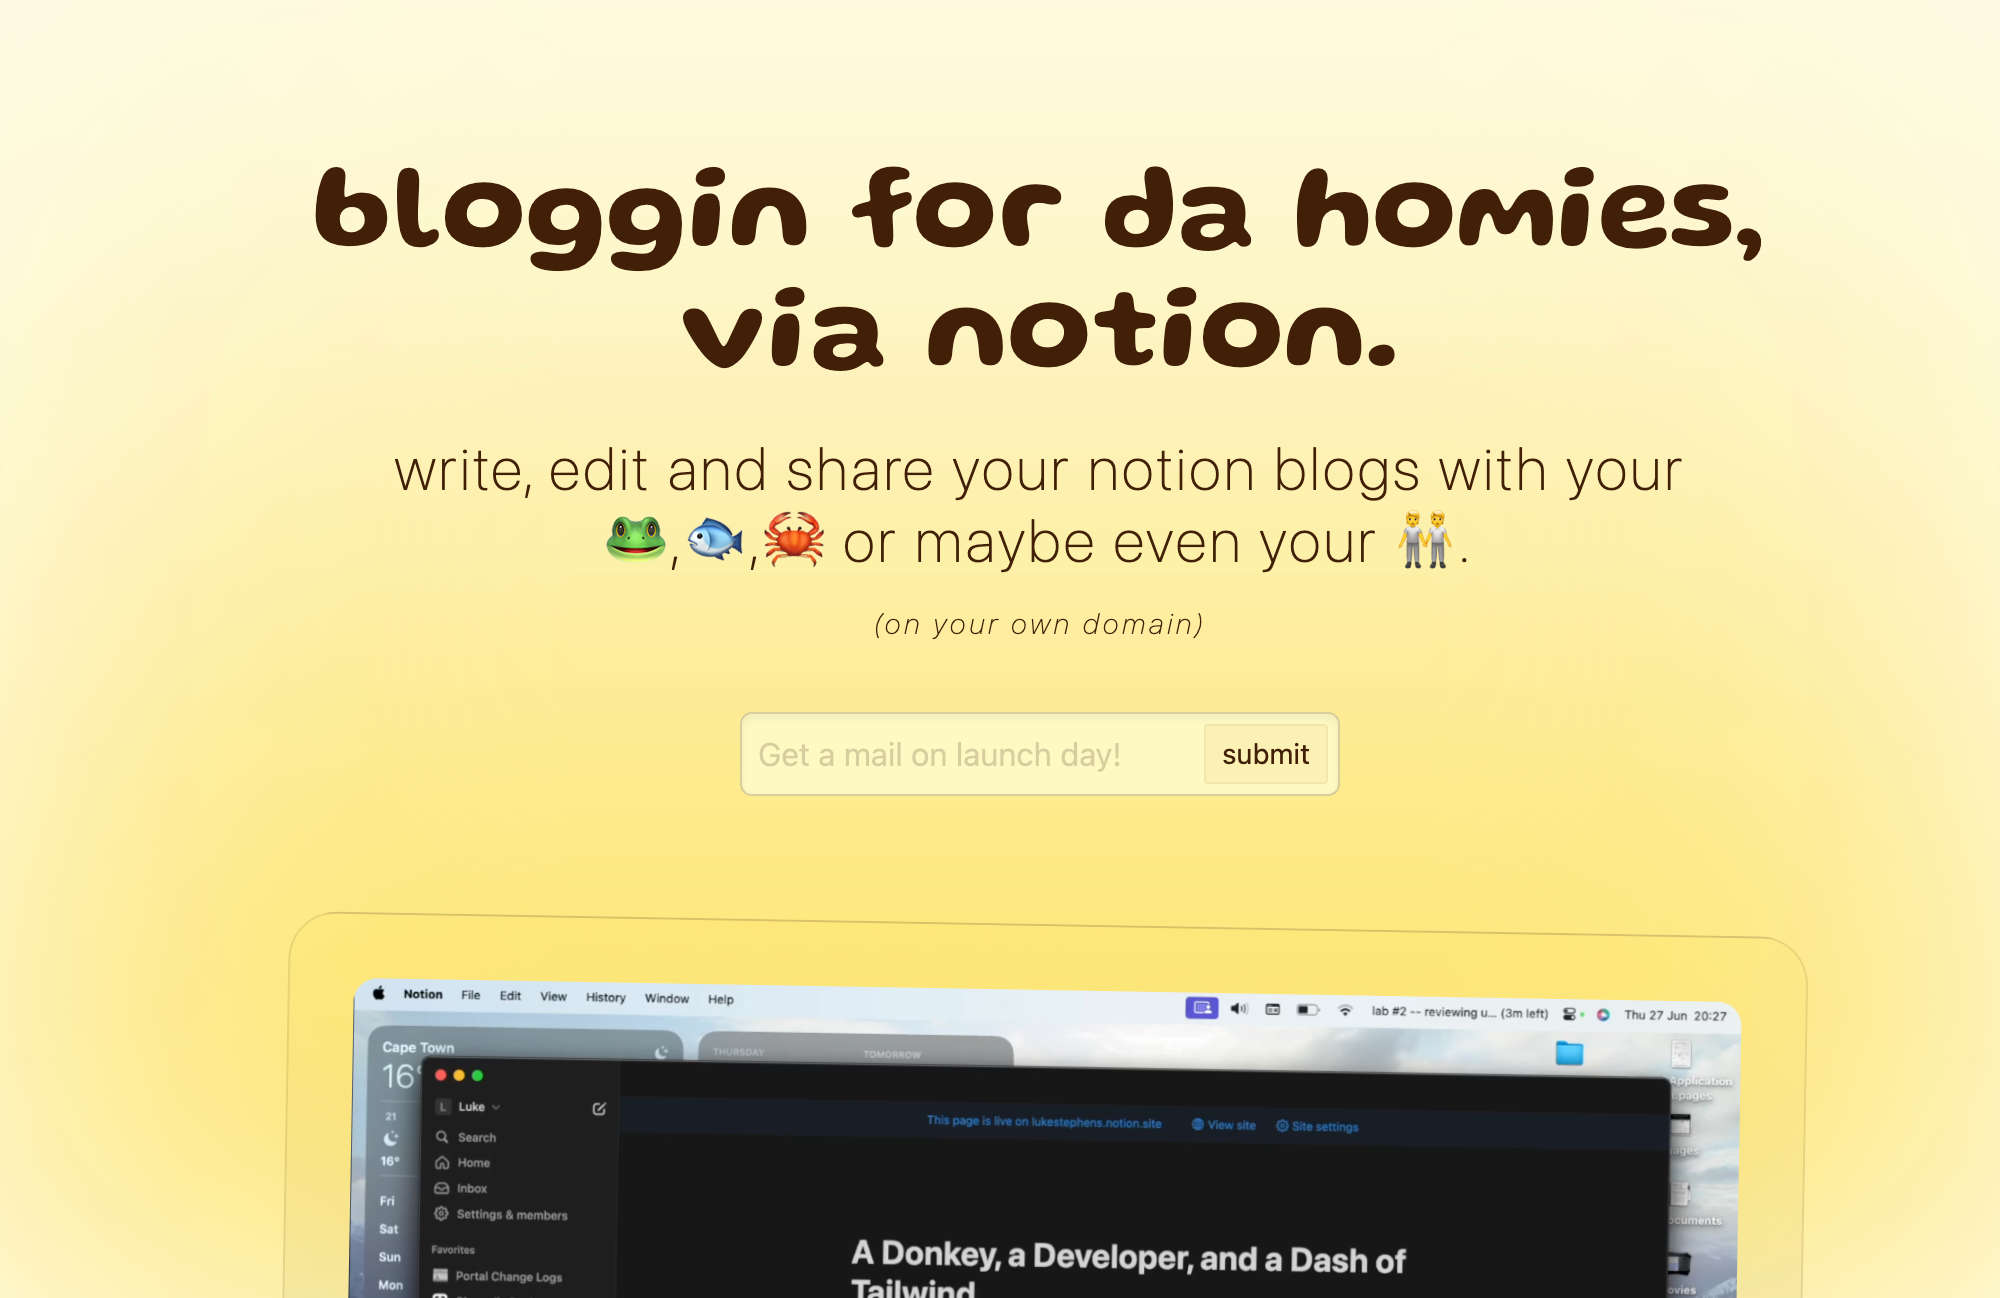 bloggin for da homies,
via notion.
write, edit and share your notion blogs with your
🐸,🐟,🦀 or maybe even your 👬.
(on your own domain)
Get a mail on launch day!
submit
Notion File Edit View History Window Help
lab #2 -- reviewing u... (3m left) Thu 27 Jun 20:27
Cape Town
16°
THURSDAY TOMORROW
Application
.pages
L Luke
This page is live on lukestephens.notion.site View site Site settings
21
Search
Home
16°
Inbox
Settings & members
Fri
Sat
Sun
Mon
Favorites
Portal Change Logs
A Donkey, a Developer, and a Dash of
Tailwind